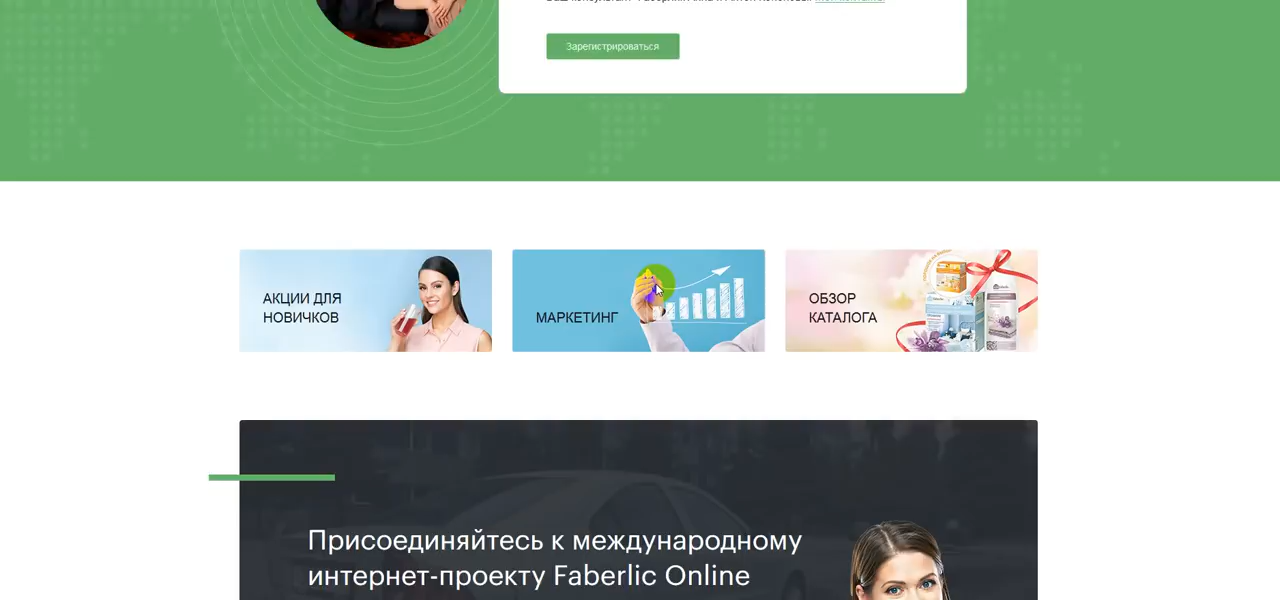 Зарегистрироваться
АКЦИИ ДЛЯ
НОВИЧКОВ
МАРКЕТИНГ
ОБЗОР
КАТАЛОГА
Присоединяйтесь к международному
интернет-проекту Faberlic Online